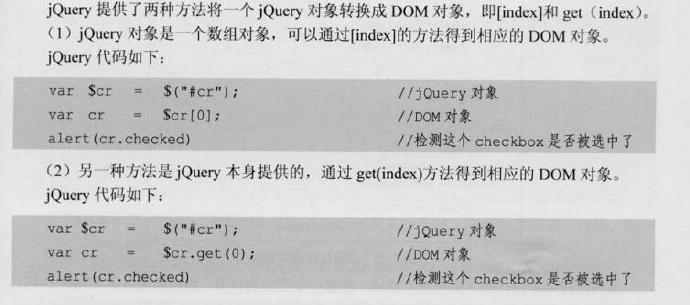 jQuery 提供了两种方法将一个 jQuery 对象转换成 DOM 对象，即[index]和 get（index）。
（1）jQuery 对象是一个数组对象，可以通过[index]的方法得到相应的 DOM 对象。
jQuery 代码如下：
var $cr = $("#cr"); //jQuery 对象
var cr = $cr[0]; //DOM 对象
alert(cr.checked) //检测这个 checkbox 是否被选中了
（2）另一种方法是 jQuery 本身提供的，通过 get(index)方法得到相应的 DOM 对象。
jQuery 代码如下：
var $cr = $("#cr"); //jQuery 对象
var cr = $cr.get(0); //DOM 对象
alert(cr.checked) //检测这个 checkbox 是否被选中了